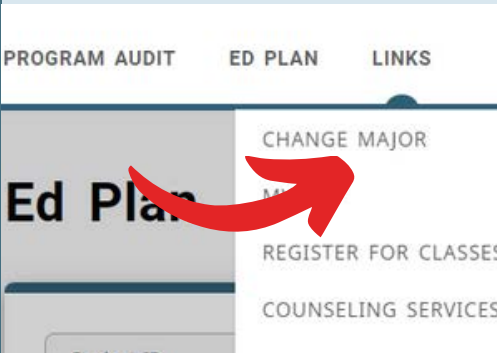 PROGRAM AUDIT ED PLAN LINKS
CHANGE MAJOR
Ed Plan
REGISTER FOR CLASSES
COUNSELING SERVICES